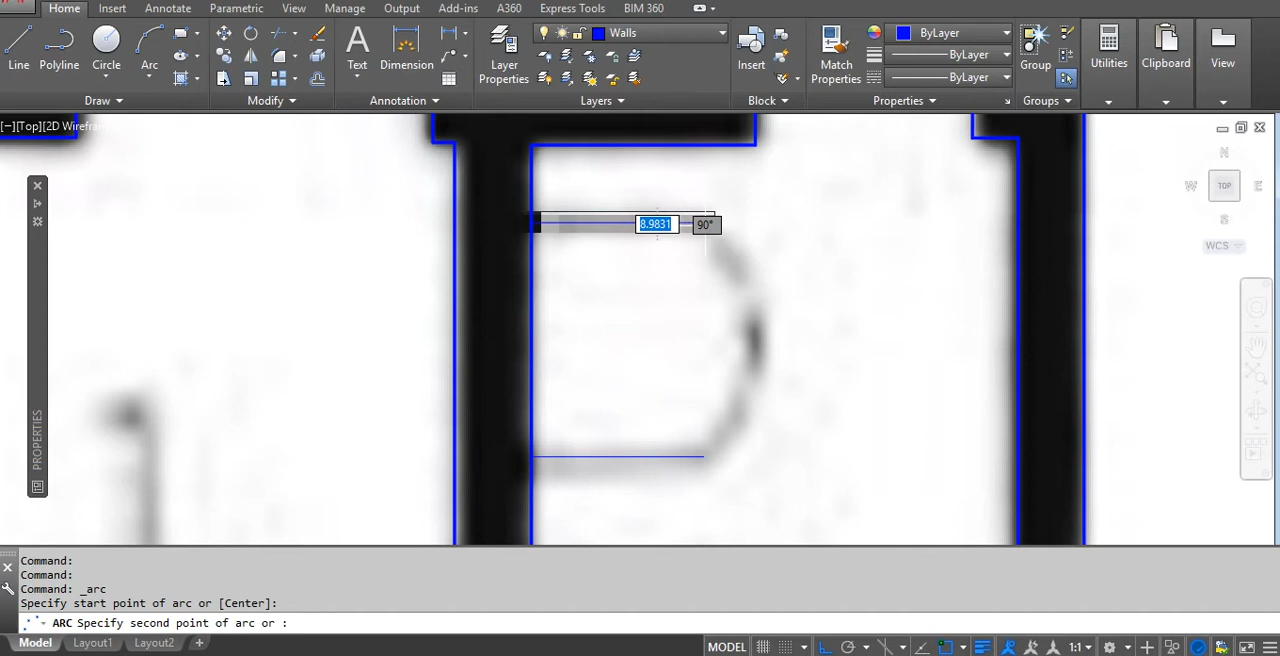 Home Insert Annotate Parametric View Manage Output Add-ins A360 Express Tools BIM 360
Line Polyline Circle Arc
Text Dimension
Layer Properties
Walls
Insert
Match Properties
ByLayer
ByLayer
ByLayer
Group
Utilities
Clipboard
View
Draw Modify Annotation Layers Block Properties Groups
[−][Top][2D Wirefram
N
W TOP E
S
WCS
8.9831 90°
PROPERTIES
Command:
Command:
Command: _arc
Specify start point of arc or [Center]:
ARC Specify second point of arc or :
Model Layout1 Layout2 +
MODEL 1:1